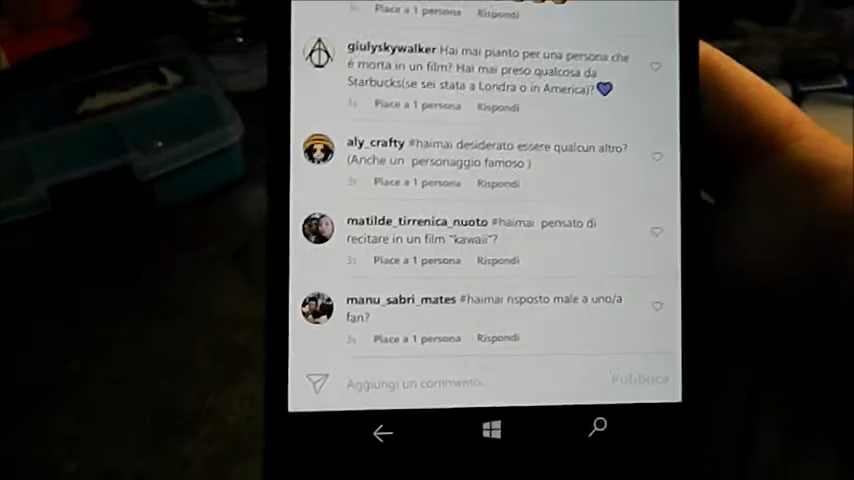 Piace a 1 persona Rispondi
giulyskywalker Hai mai pianto per una persona che
è morta in un film? Hai mai preso qualcosa da
Starbucks(se sei stata a Londra o in America)?💜
3s Piace a 1 persona Rispondi
aly_crafty #haimai desiderato essere qualcun altro?
(Anche un personaggio famoso )
3s Piace a 1 persona Rispondi
matilde_tirrenica_nuoto #haimai pensato di
recitare in un film "kawaii"?
3s Piace a 1 persona Rispondi
manu_sabri_mates #haimai risposto male a uno/a
fan?
3s Piace a 1 persona Rispondi
Aggiungi un commento... Pubblica